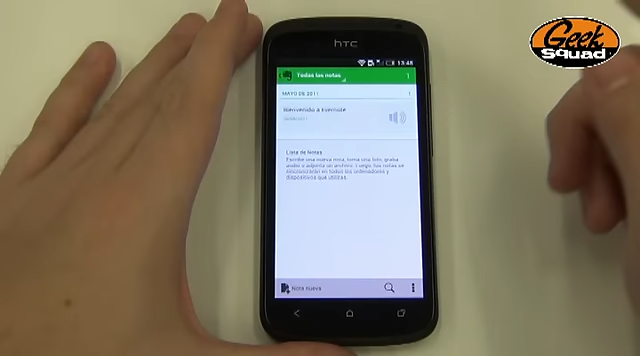 Geek
Squad
hTC
13:48
Todas las notas
MAYO DE 2011
1
Bienvenido a Evernote
Lista de Notas
Escribe una nueva nota, toma una foto, graba
audio o adjunta un archivo. Luego, tus notas se
sincronizarán en todos los ordenadores y
dispositivos que utilizas.
Nota nueva